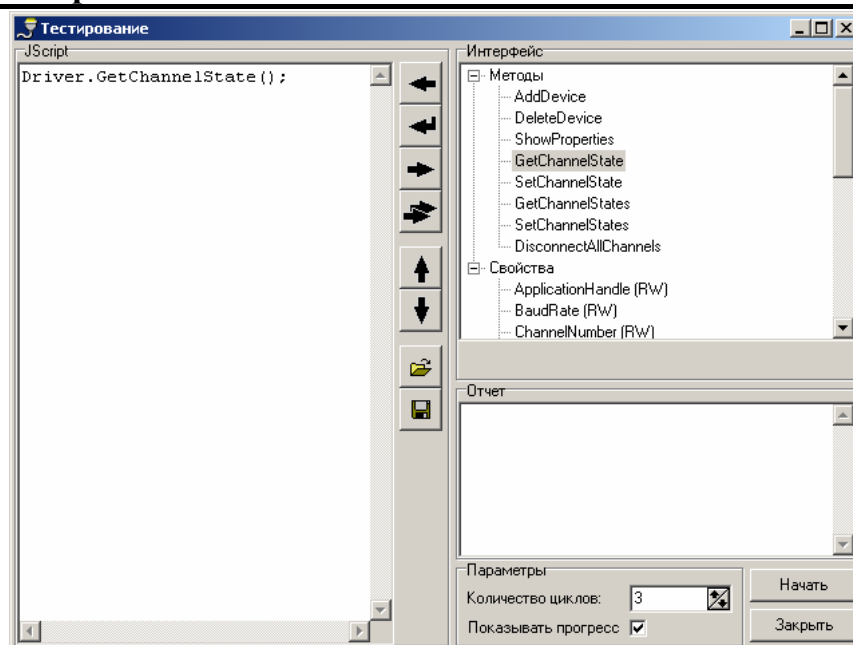 Тестирование
JScript
Driver.GetChannelState();
Интерфейс
Методы
AddDevice
DeleteDevice
ShowProperties
GetChannelState
SetChannelState
GetChannelStates
SetChannelStates
DisconnectAllChannels
Свойства
ApplicationHandle (RW)
BaudRate (RW)
ChannelNumber (RW)
Отчет
Параметры
Количество циклов: 3
Показывать прогресс
Начать
Закрыть